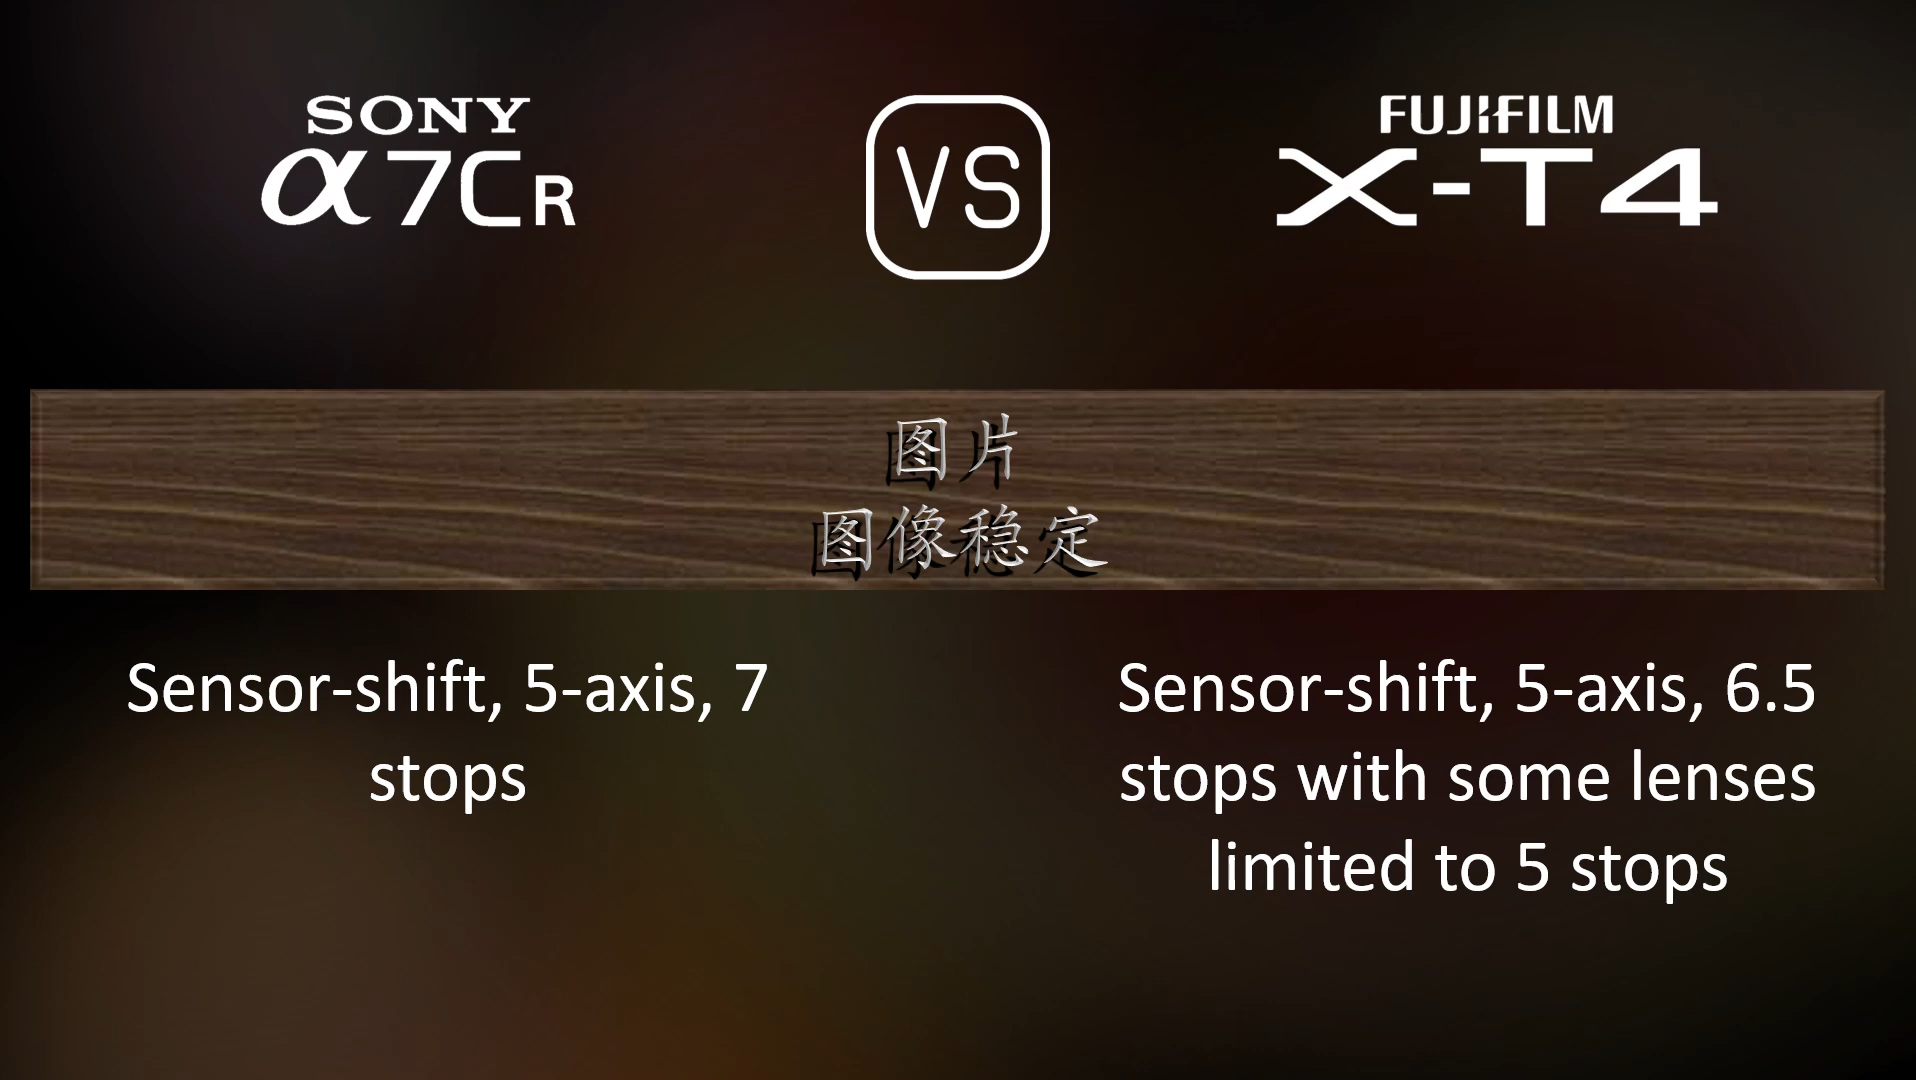 SONY
α7CR
VS
FUJIFILM
X-T4
图片
图像稳定
Sensor-shift, 5-axis, 7
stops
Sensor-shift, 5-axis, 6.5
stops with some lenses
limited to 5 stops